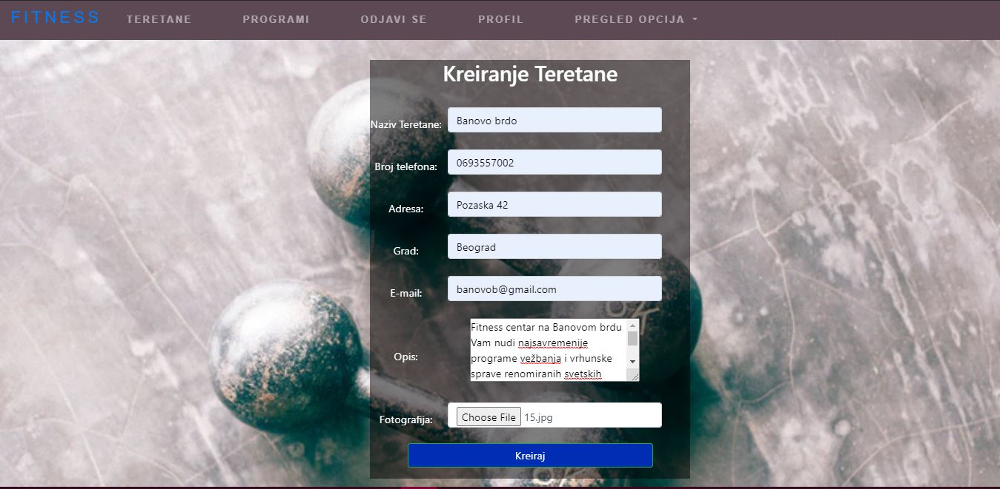 FITNESS TERETANE PROGRAMI ODJAVI SE PROFIL PREGLED OPCIJA
Kreiranje Teretane
Naziv Teretane: Banovo brdo
Broj telefona: 0693557002
Adresa: Pozaska 42
Grad: Beograd
E-mail: banovob@gmail.com
Opis: Fitness centar na Banovom brdu
Vam nudi najsavremenije
programe vežbanja i vrhunske
sprave renomiranih svetskih
Fotografija: Choose File 15.jpg
Kreiraj